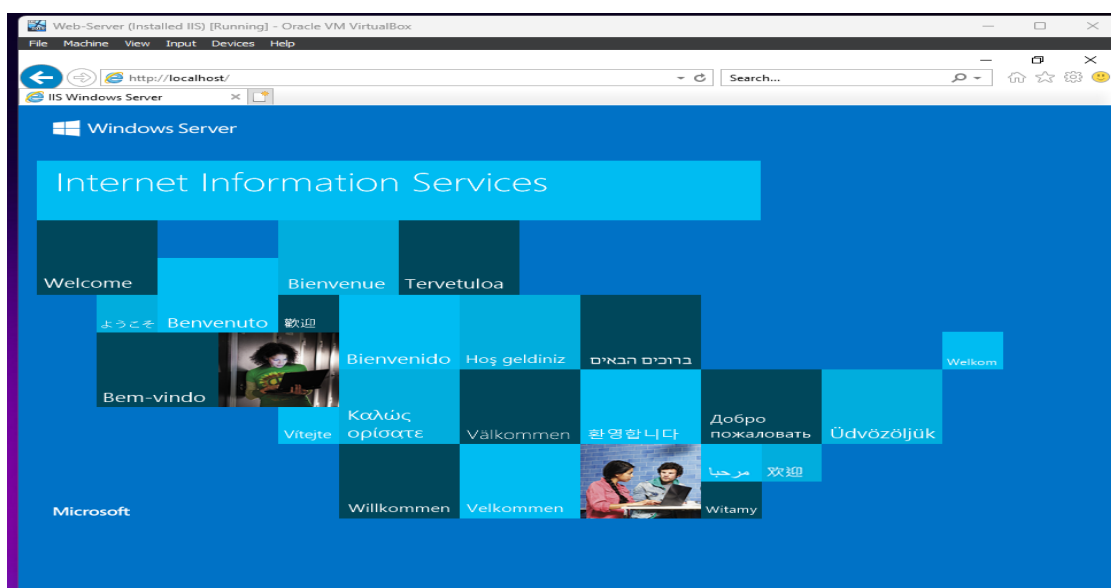 Web-Server (Installed IIS) [Running] - Oracle VM VirtualBox
File Machine View Input Devices Help
http://localhost/
Search...
IIS Windows Server
Windows Server
Internet Information Services
Welcome
Bienvenue
Tervetuloa
ようこそ
Benvenuto
歡迎
Bienvenido
Hoş geldiniz
ברוכים הבאים
Welkom
Bem-vindo
Vítejte
Καλώς
ορίσατε
Välkommen
환영합니다
Добро
пожаловать
Üdvözöljük
مرحبا
欢迎
Microsoft
Willkommen
Velkommen
Witamy